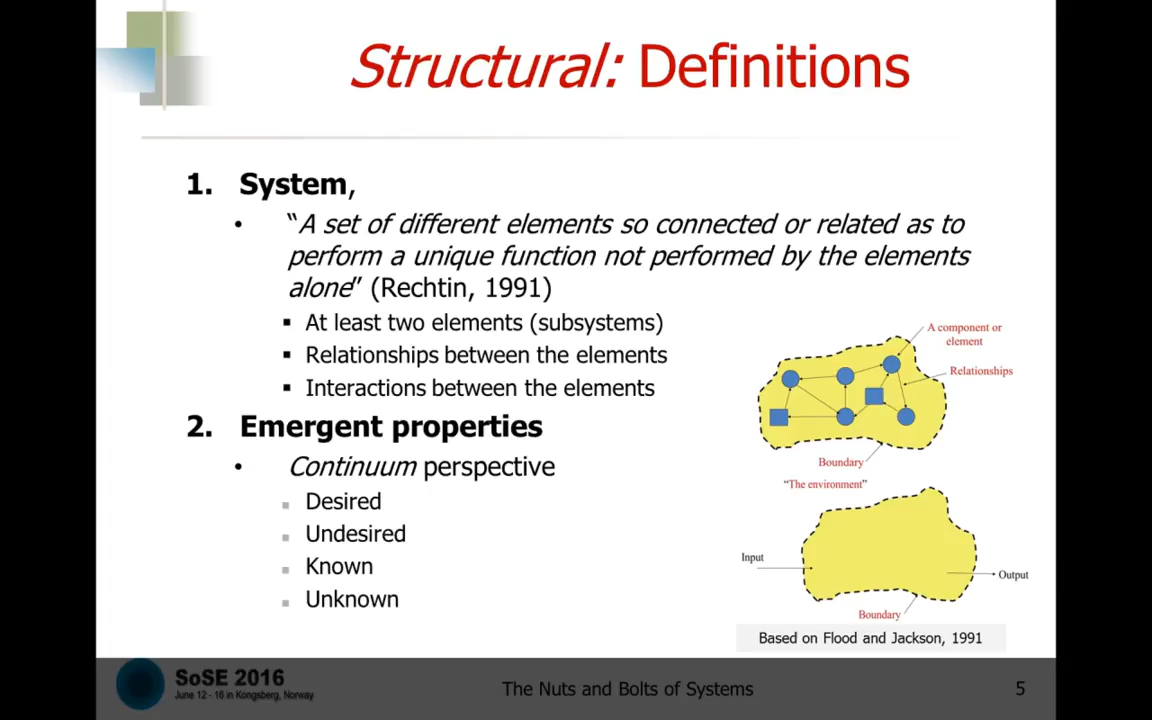 Structural: Definitions
1. System,
• “A set of different elements so connected or related as to
perform a unique function not performed by the elements
alone” (Rechtin, 1991)
▪ At least two elements (subsystems)
▪ Relationships between the elements
▪ Interactions between the elements
2. Emergent properties
• Continuum perspective
▪ Desired
▪ Undesired
▪ Known
▪ Unknown
A component or
element
Relationships
Boundary
“The environment”
Input
Output
Boundary
Based on Flood and Jackson, 1991
SoSE 2016
June 12 - 16 in Kongsberg, Norway
The Nuts and Bolts of Systems
5